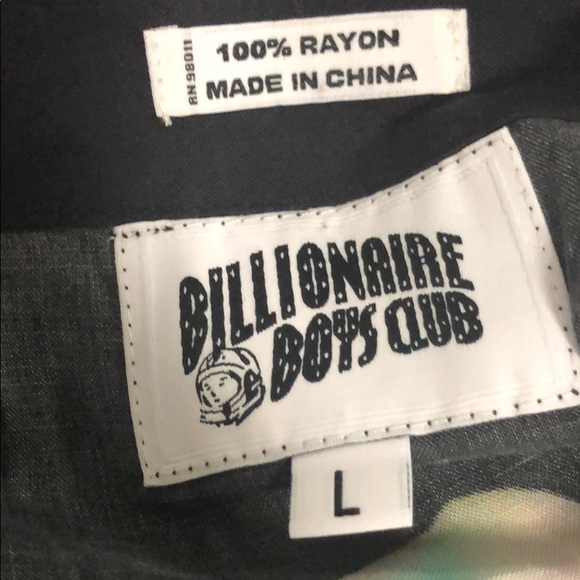 RN 98011
100% RAYON
MADE IN CHINA
BILLIONAIRE
BOYS CLUB
L